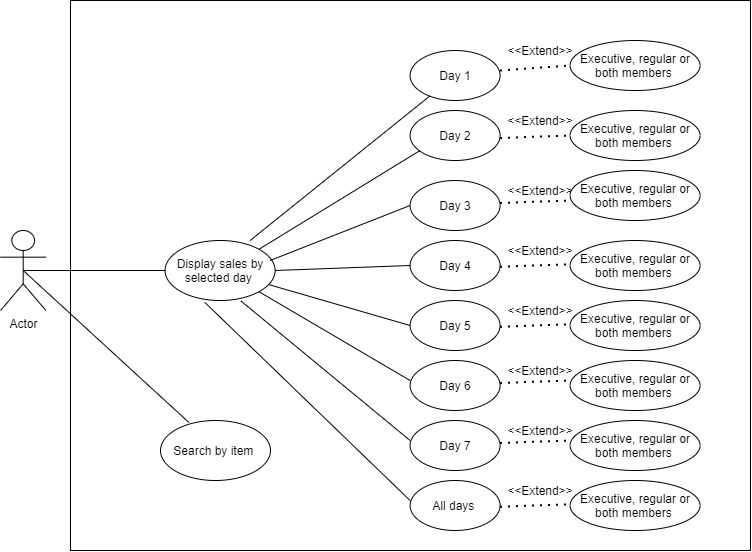 <<Extend>>
Executive, regular or
both members
Day 1
<<Extend>>
Executive, regular or
both members
Day 2
<<Extend>>
Executive, regular or
both members
Day 3
<<Extend>>
Executive, regular or
both members
Day 4
Display sales by
selected day
Actor
<<Extend>>
Executive, regular or
both members
Day 5
<<Extend>>
Executive, regular or
both members
Day 6
<<Extend>>
Executive, regular or
both members
Day 7
Search by item
<<Extend>>
Executive, regular or
both members
All days